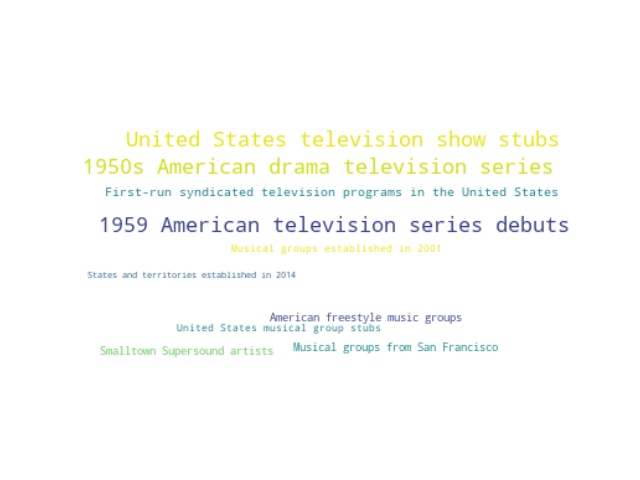 United States television show stubs
1950s American drama television series
First-run syndicated television programs in the United States
1959 American television series debuts
Musical groups established in 2001
States and territories established in 2014
American freestyle music groups
United States musical group stubs
Smalltown Supersound artists
Musical groups from San Francisco